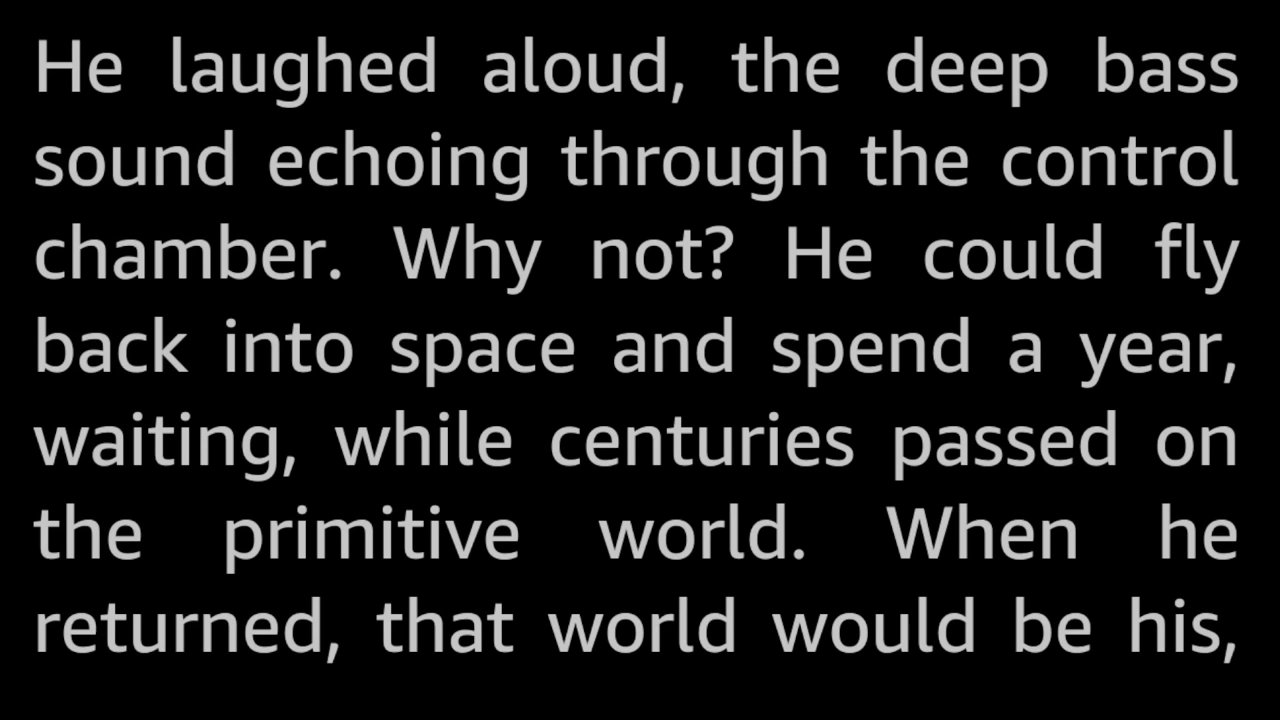 He laughed aloud, the deep bass
sound echoing through the control
chamber. Why not? He could fly
back into space and spend a year,
waiting, while centuries passed on
the primitive world. When he
returned, that world would be his,